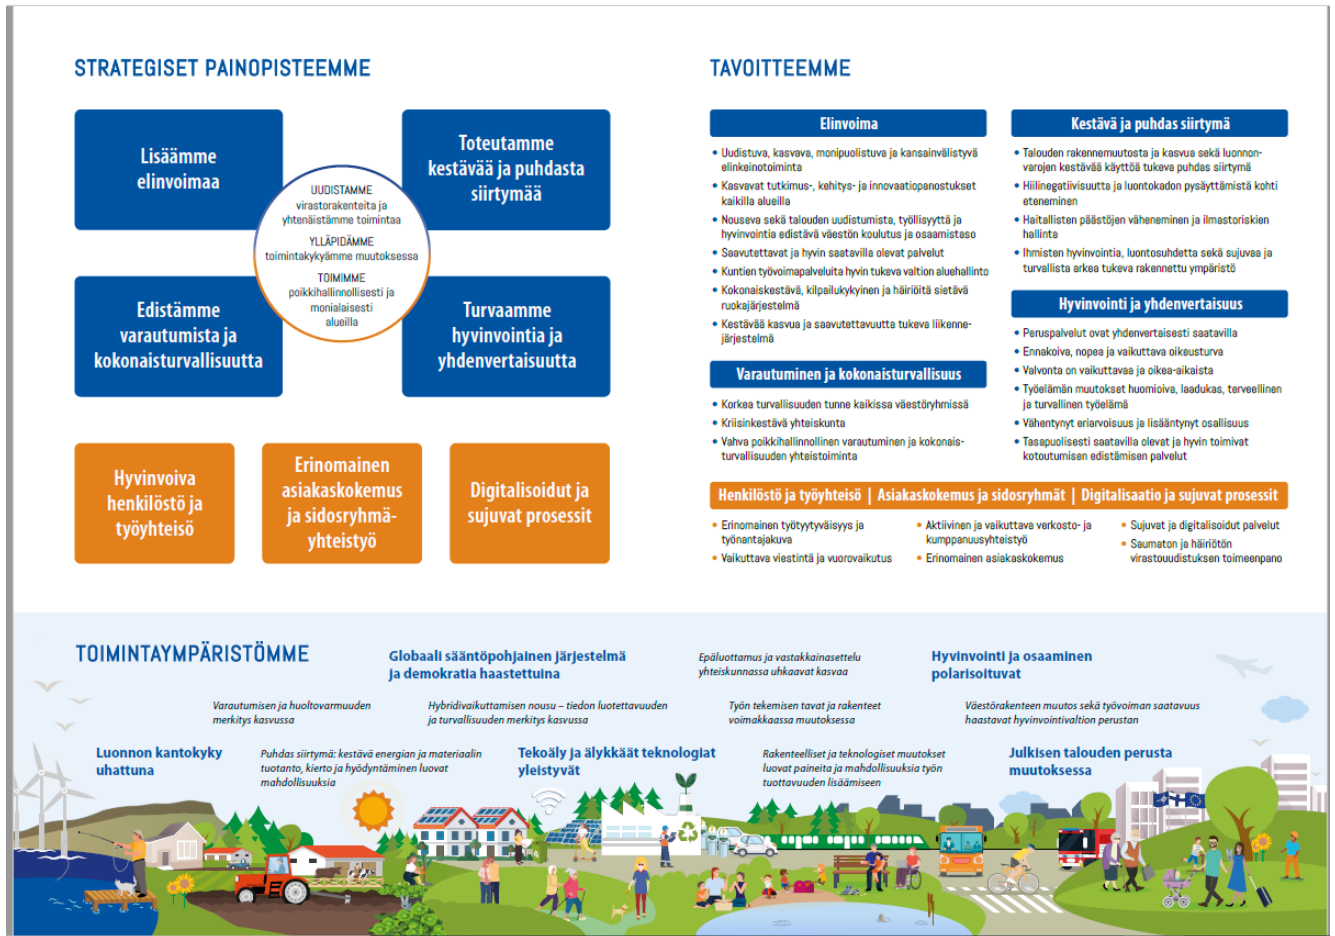 STRATEGISET PAINOPISTEEMME
Lisäämme
elinvoimaa
Toteutamme
kestävää ja puhdasta
siirtymää
UUDISTAMME
virastorakenteita ja
yhtenäistämme toimintaa
YLLÄPIDÄMME
toimintakykyämme muutoksessa
TOIMIMME
poikkihallinnollisesti ja
monialaisesti
alueilla
Edistämme
varautumista ja
kokonaisturvallisuutta
Turvaamme
hyvinvointia ja
yhdenvertaisuutta
Hyvinvoiva
henkilöstö ja
työyhteisö
Erinomainen
asiakaskokemus
ja sidosryhmä-
yhteistyö
Digitalisoidut ja
sujuvat prosessit
TAVOITTEEMME
Elinvoima
• Uudistuva, kasvava, monipuolistuva ja kansainvälistyvä
elinkeinotoiminta
• Kasvavat tutkimus-, kehitys- ja innovaatiopanostukset
kaikilla alueilla
• Nouseva sekä talouden uudistumista, työllisyyttä ja
hyvinvointia edistävä väestön koulutus ja osaamistaso
• Saavutettavat ja hyvin saatavilla olevat palvelut
• Kuntien työvoimapalveluita hyvin tukeva valtion aluehallinto
• Kokonaiskestävä, kilpailukykyinen ja häiriöitä sietävä
ruokajärjestelmä
• Kestävää kasvua ja saavutettavuutta tukeva liikenne-
järjestelmä
Varautuminen ja kokonaisturvallisuus
• Korkea turvallisuuden tunne kaikissa väestöryhmissä
• Kriisinkestävä yhteiskunta
• Vahva poikkihallinnollinen varautuminen ja kokonais-
turvallisuuden yhteistoiminta
Kestävä ja puhdas siirtymä
• Talouden rakennemuutosta ja kasvua sekä luonnon-
varojen kestävää käyttöä tukeva puhdas siirtymä
• Hiilinegatiivisuutta ja luontokadon pysäyttämistä kohti
eteneminen
• Haitallisten päästöjen väheneminen ja ilmastoriskien
hallinta
• Ihmisten hyvinvointia, luontosuhdetta sekä sujuvaa ja
turvallista arkea tukeva rakennettu ympäristö
Hyvinvointi ja yhdenvertaisuus
• Peruspalvelut ovat yhdenvertaisesti saatavilla
• Ennakoiva, nopea ja vaikuttava oikeusturva
• Valvonta on vaikuttavaa ja oikea-aikaista
• Työelämän muutokset huomioiva, laadukas, terveellinen
ja turvallinen työelämä
• Vähentynyt eriarvoisuus ja lisääntynyt osallisuus
• Tasapuolisesti saatavilla olevat ja hyvin toimivat
kotoutumisen edistämisen palvelut
Henkilöstö ja työyhteisö | Asiakaskokemus ja sidosryhmät | Digitalisaatio ja sujuvat prosessit
• Erinomainen työtyytyväisyys ja
työnantajakuva
• Vaikuttava viestintä ja vuorovaikutus
• Aktiivinen ja vaikuttava verkosto- ja
kumppanuusyhteistyö
• Erinomainen asiakaskokemus
• Sujuvat ja digitalisoidut palvelut
• Saumaton ja häiriötön
virastouudistuksen toimeenpano
TOIMINTAYMPÄRISTÖMME
Globaali sääntöpohjainen järjestelmä
ja demokratia haastettuina
Epäluottamus ja vastakkainasettelu
yhteiskunnassa uhkaavat kasvaa
Hyvinvointi ja osaaminen
polarisoituvat
Varautumisen ja huoltovarmuuden
merkitys kasvussa
Hybridivaikuttamisen nousu – tiedon luotettavuuden
ja turvallisuuden merkitys kasvussa
Työn tekemisen tavat ja rakenteet
voimakkaassa muutoksessa
Väestörakenteen muutos sekä työvoiman saatavuus
haastavat hyvinvointivaltion perustan
Luonnon kantokyky
uhattuna
Puhdas siirtymä: kestävä energian ja materiaalin
tuotanto, kierto ja hyödyntäminen luovat
mahdollisuuksia
Tekoäly ja älykkäät teknologiat
yleistyvät
Rakenteelliset ja teknologiset muutokset
luovat paineita ja mahdollisuuksia työn
tuottavuuden lisäämiseen
Julkisen talouden perusta
muutoksessa